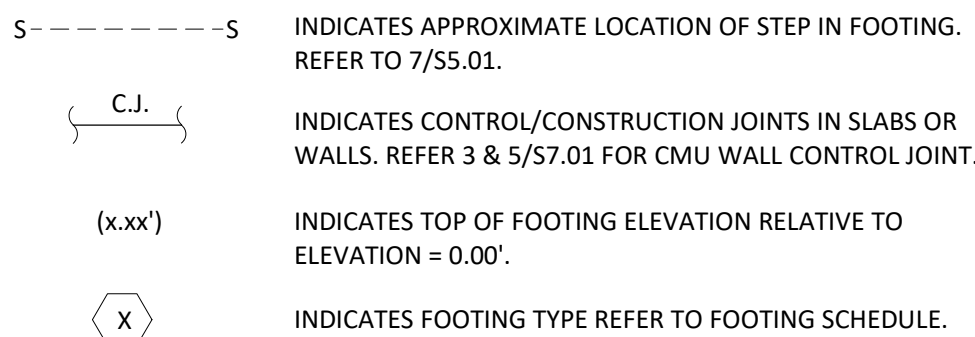 S S INDICATES APPROXIMATE LOCATION OF STEP IN FOOTING.
REFER TO 7/S5.01.
C.J.
INDICATES CONTROL/CONSTRUCTION JOINTS IN SLABS OR
WALLS. REFER 3 & 5/S7.01 FOR CMU WALL CONTROL JOINT.
(x.xx') INDICATES TOP OF FOOTING ELEVATION RELATIVE TO
ELEVATION = 0.00'.
X INDICATES FOOTING TYPE REFER TO FOOTING SCHEDULE.